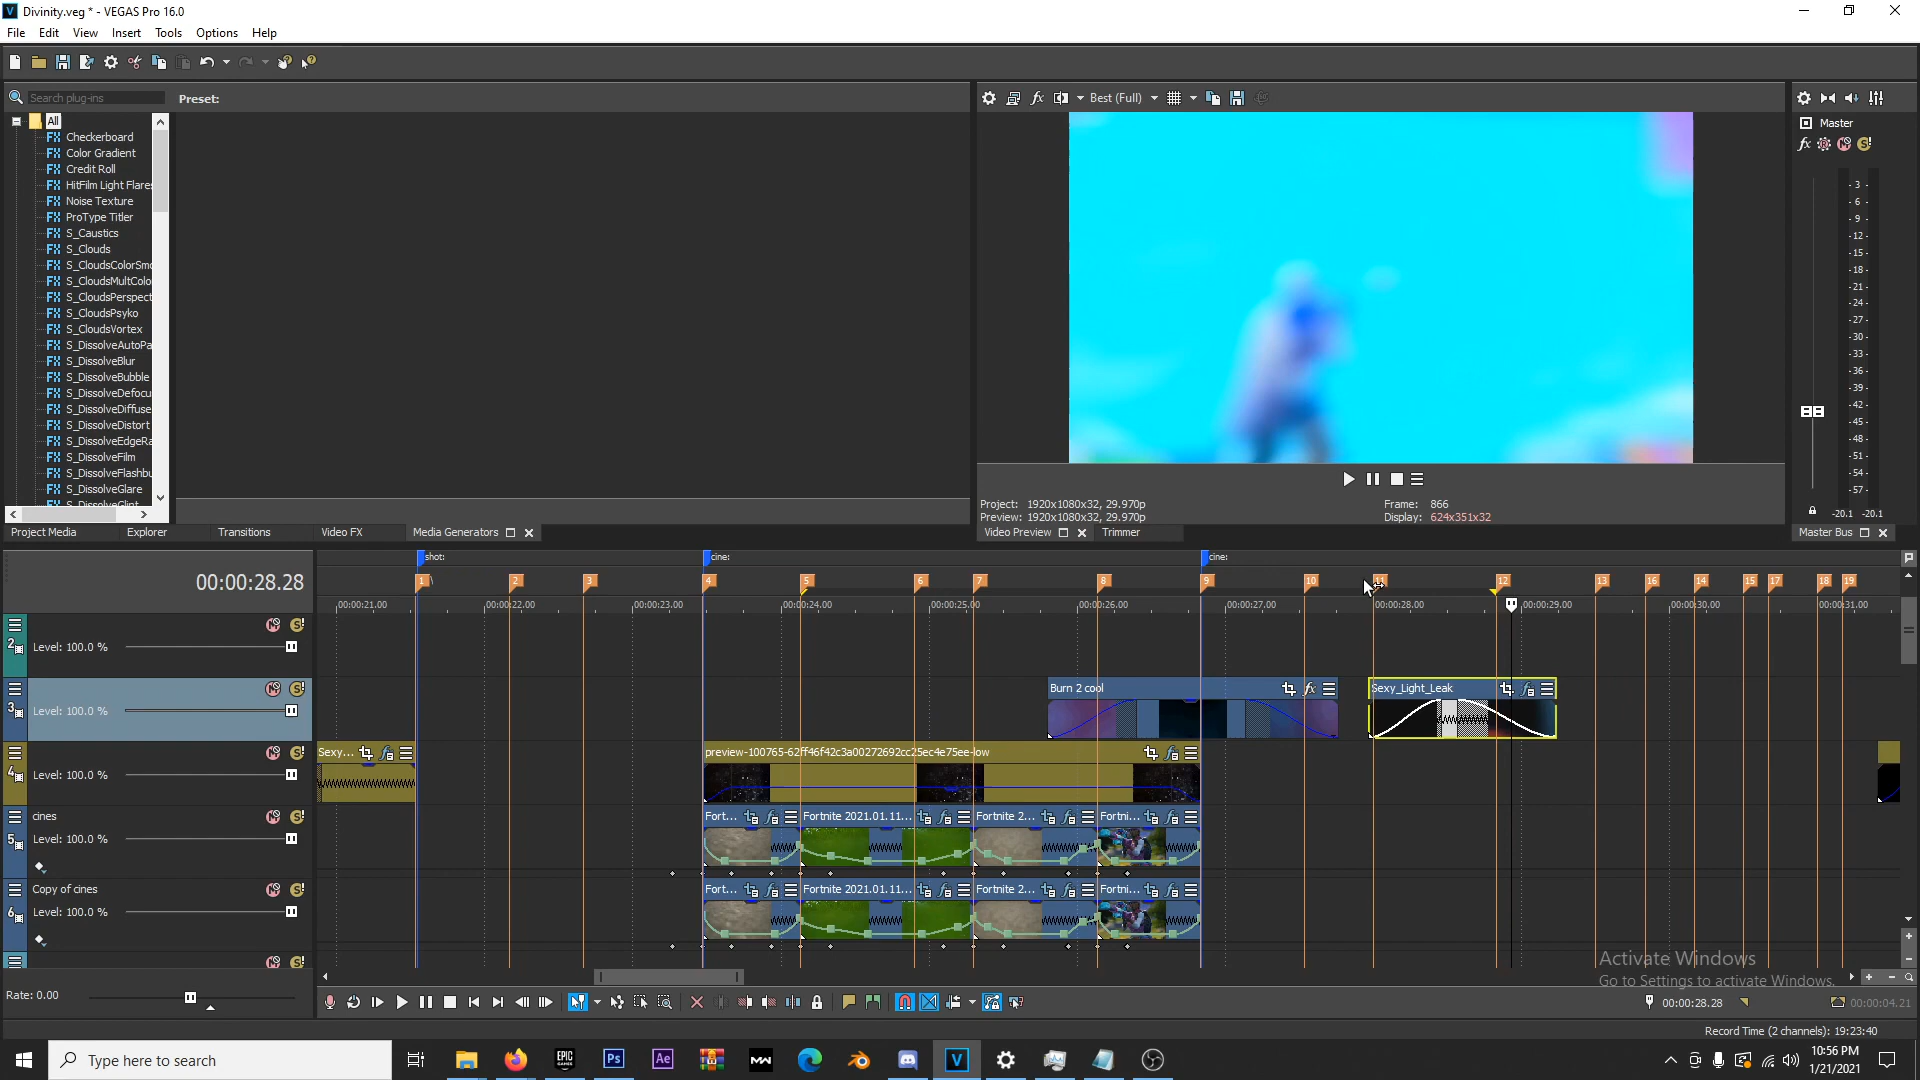 Divinity.veg * - VEGAS Pro 16.0
File Edit View Insert Tools Options Help
Search plug-ins
Preset:
Best (Full)
All
Checkerboard
Color Gradient
Credit Roll
HitFilm Light Flares
Noise Texture
ProType Titler
S_Caustics
S_Clouds
S_CloudsColorSmo
S_CloudsMultColo
S_CloudsPerspect
S_CloudsPsyko
S_CloudsVortex
S_DissolveAutoPa
S_DissolveBlur
S_DissolveBubble
S_DissolveDefocu
S_DissolveDiffuse
S_DissolveDistort
S_DissolveEdgeRa
S_DissolveFilm
S_DissolveFlashbu
S_DissolveGlare
S_DissolveGlint
Master
-3-
-6-
-9-
-12-
-15-
-18-
-21-
-24-
-27-
-30-
-33-
-36-
-39-
-42-
-45-
-48-
-51-
-54-
-57-
-20.1 -20.1
Project: 1920x1080x32, 29.970p
Preview: 1920x1080x32, 29.970p
Frame: 866
Display: 624x351x32
Project Media Explorer Transitions Video FX Media Generators
Video Preview Trimmer
Master Bus
00:00:28.28
shot: cine: cine:
1 2 3 4 5 6 7 8 9 10 11 12 13 16 14 15 17 18 19
00:00:21.00 00:00:22.00 00:00:23.00 00:00:24.00 00:00:25.00 00:00:26.00 00:00:27.00 00:00:28.00 00:00:29.00 00:00:30.00 00:00:31.00
2 Level: 100.0 %
3 Level: 100.0 %
Burn 2 cool Sexy_Light_Leak
4 Level: 100.0 %
Sexy... preview-100765-62ff46f42c3a00272692cc25ec4e75ee-low
cines
5 Level: 100.0 %
Fort... Fortnite 2021.01.11... Fortnite 2... Fortni...
Copy of cines
6 Level: 100.0 %
Fort... Fortnite 2021.01.11... Fortnite 2... Fortni...
Activate Windows
Go to Settings to activate Windows.
Rate: 0.00
00:00:28.28
00:00:04.21
Record Time (2 channels): 19:23:40
Type here to search
EPIC GAMES
Ps
Ae
MW
V
10:56 PM
1/21/2021